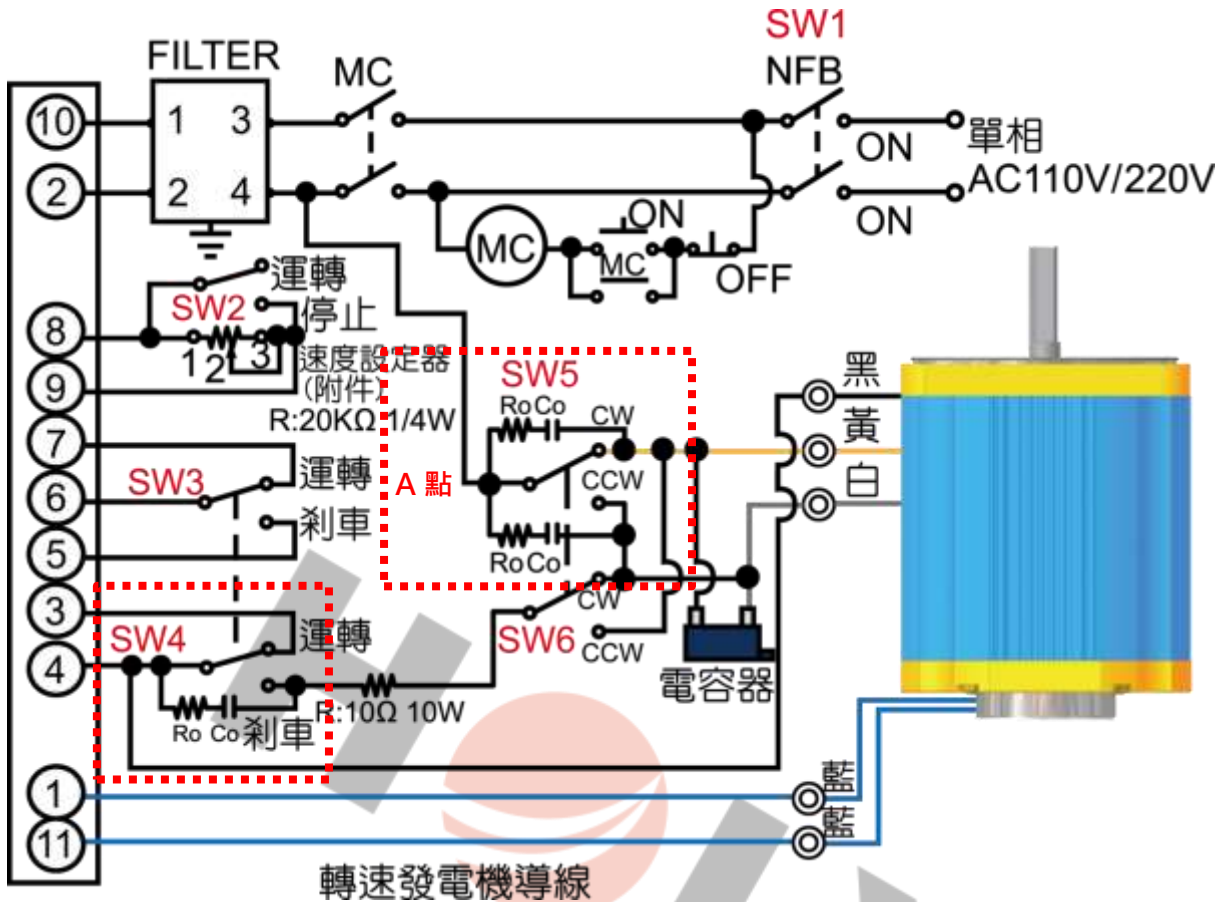 SW1
FILTER
MC
NFB
10
1
3
ON
單相
2
2
4
ON
AC110V/220V
MC
ON
MC
OFF
運轉
SW2
停止
8
1
2
3
速度設定器
9
(附件)
R:20KΩ 1/4W
SW5
Ro Co
CW
黑
7
黃
SW3
運轉
A 點
CCW
白
6
剎車
5
Ro Co
3
CW
SW4
運轉
SW6
CCW
4
電容器
R:10Ω 10W
Ro Co
剎車
1
藍
11
藍
轉速發電機導線